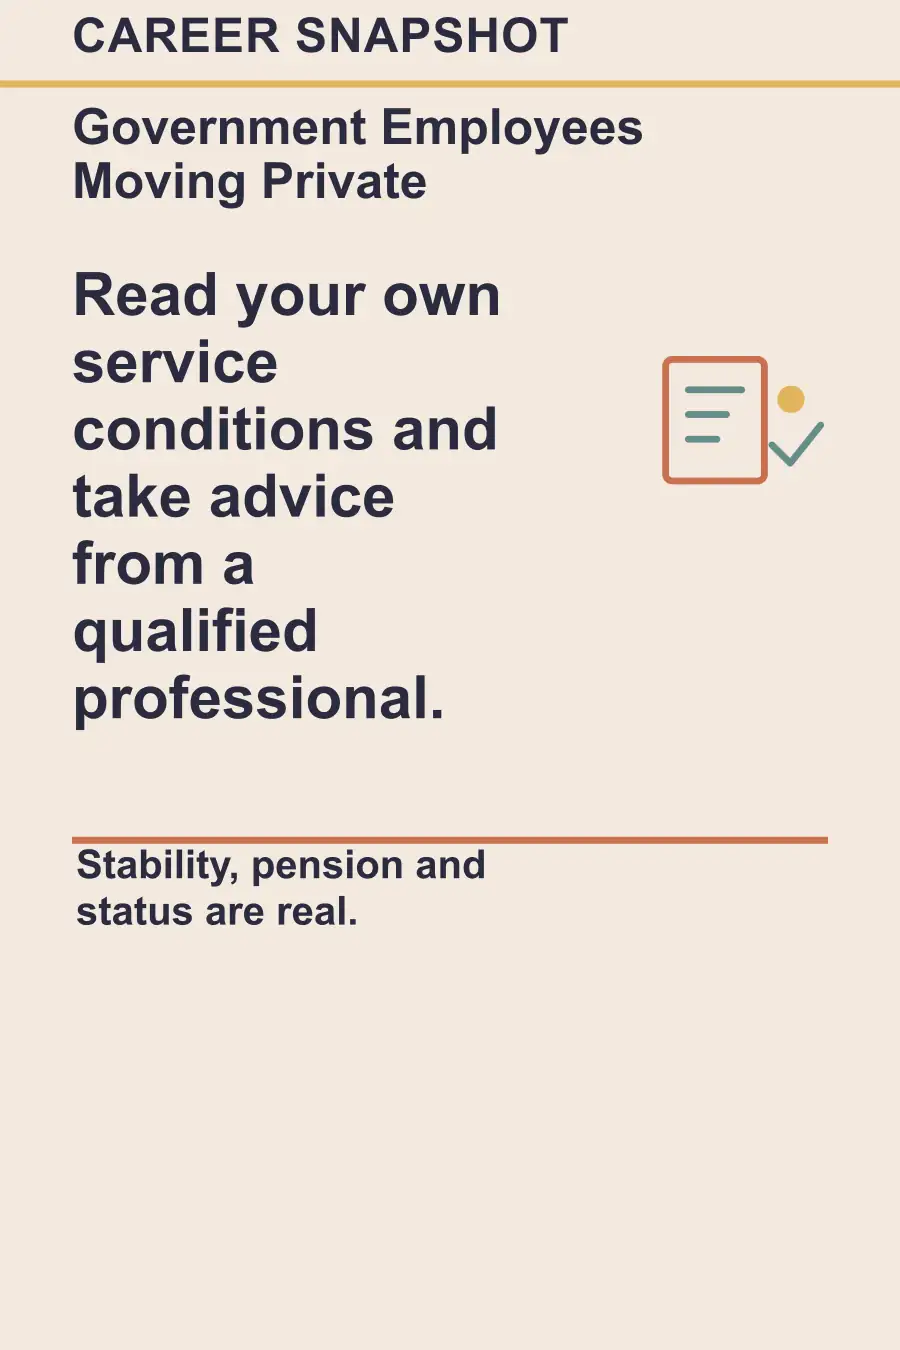 CAREER SNAPSHOT
Government Employees
Moving Private
Read your own
service
conditions and
take advice
from a
qualified
professional.
Stability, pension and
status are real.